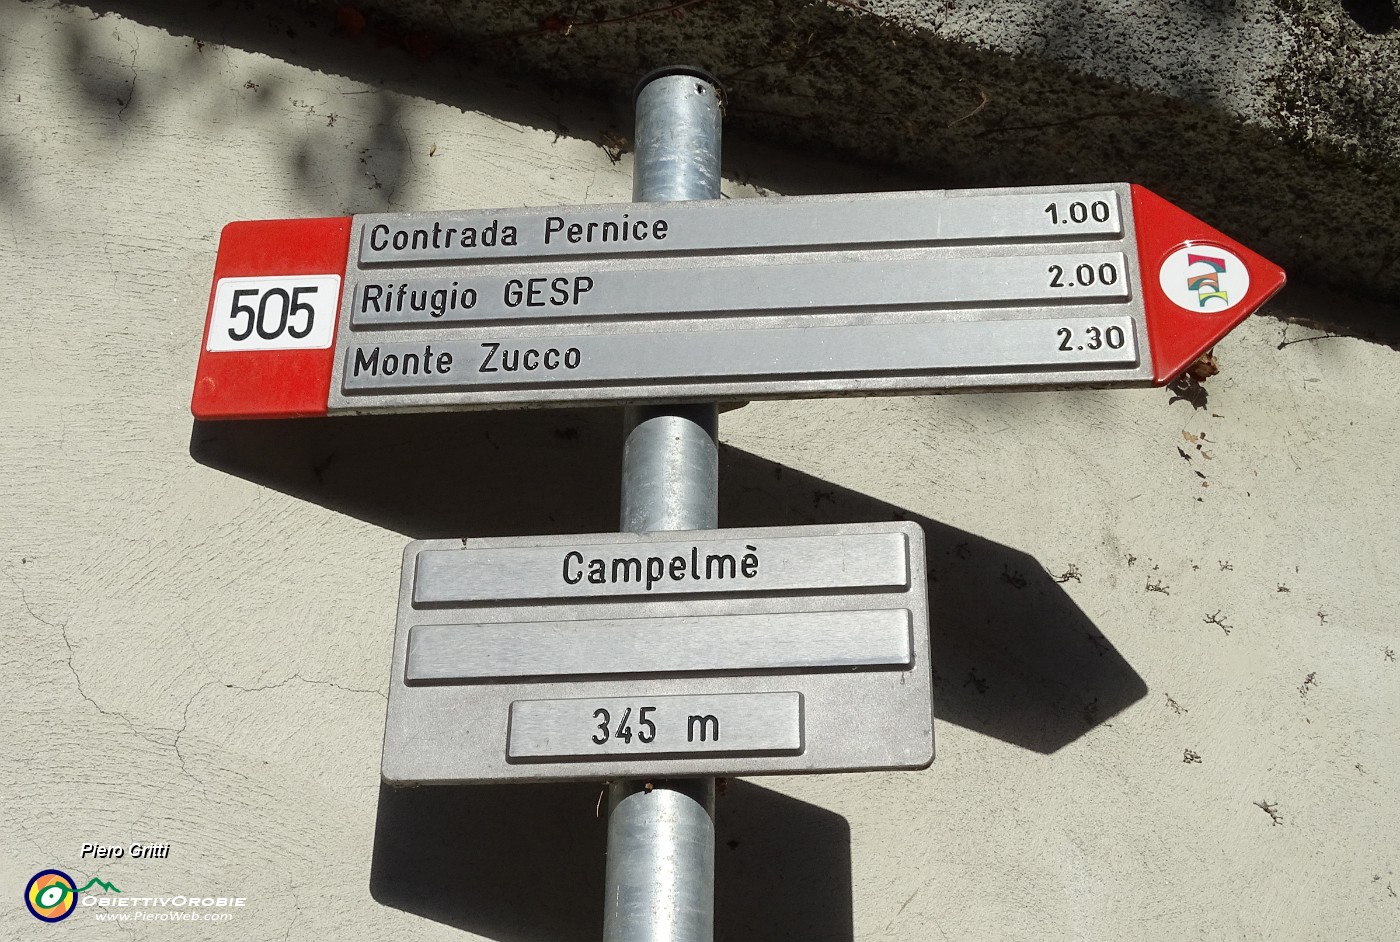 505
Contrada Pernice 1.00
Rifugio GESP 2.00
Monte Zucco 2.30
Campelmè
345 m
Piero Gritti
ObiettivOrobie
www.PieroWeb.com